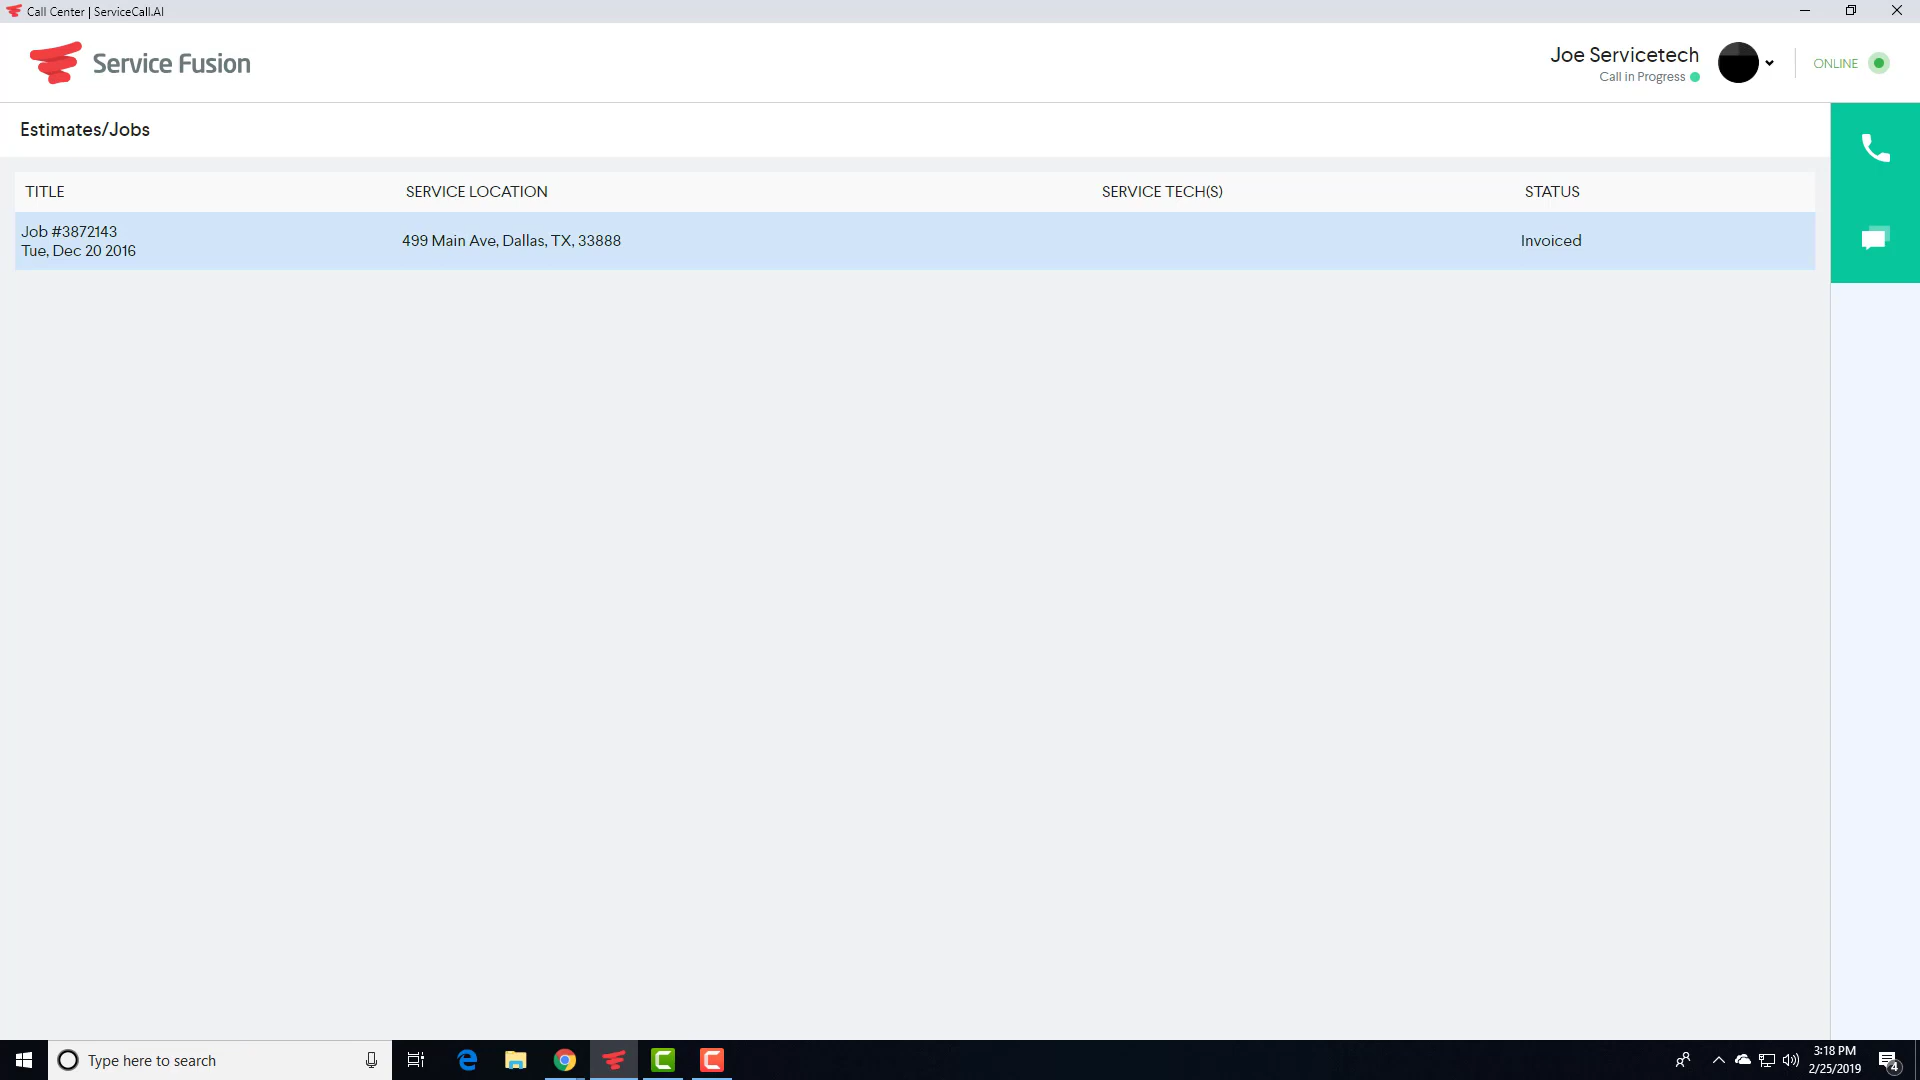 Call Center | ServiceCall.AI
Service Fusion
Joe Servicetech
Call in Progress
ONLINE
Estimates/Jobs
TITLE SERVICE LOCATION SERVICE TECH(S) STATUS
Job #3872143
Tue, Dec 20 2016
499 Main Ave, Dallas, TX, 33888
Invoiced
Type here to search
3:18 PM
2/25/2019
4